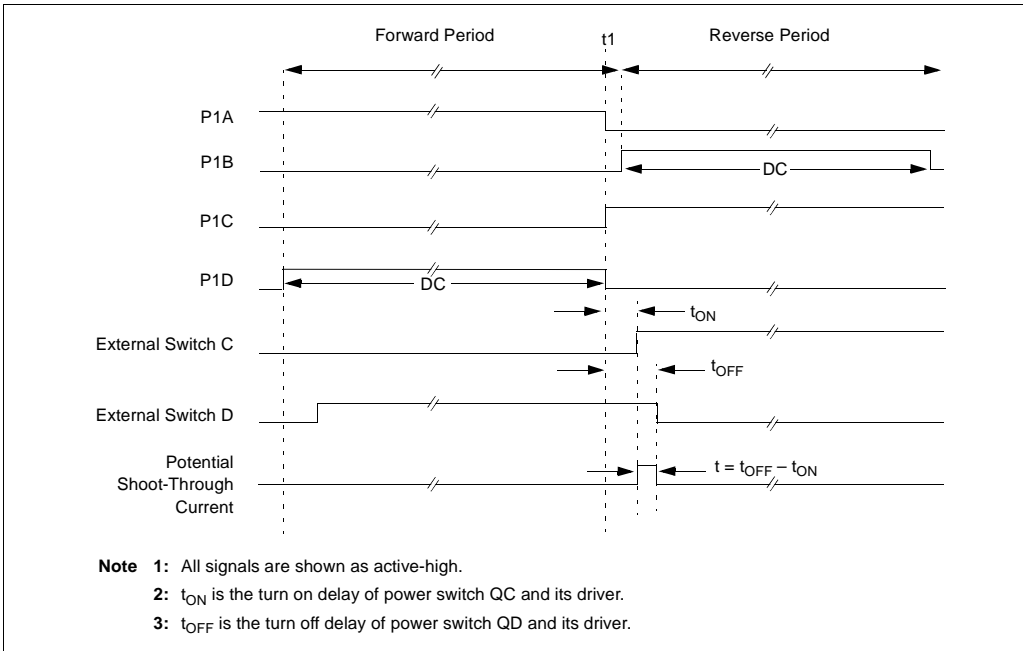 Forward Period t1 Reverse Period
P1A
P1B
DC
P1C
P1D
DC
tON
External Switch C
tOFF
External Switch D
Potential
Shoot-Through
Current
t = tOFF – tON
Note 1: All signals are shown as active-high.
2: tON is the turn on delay of power switch QC and its driver.
3: tOFF is the turn off delay of power switch QD and its driver.